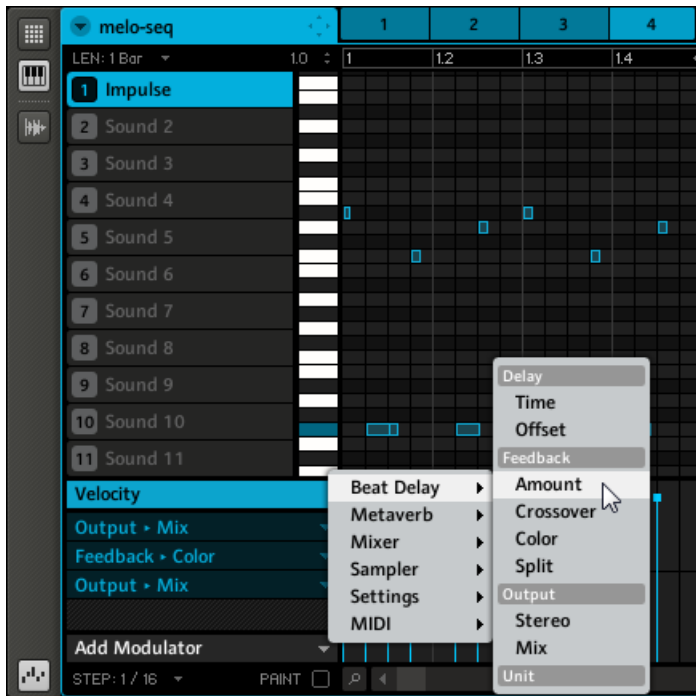 melo-seq
1 2 3 4
LEN: 1 Bar 1.0
1 1.2 1.3 1.4
1 Impulse
2 Sound 2
3 Sound 3
4 Sound 4
5 Sound 5
6 Sound 6
7 Sound 7
8 Sound 8
9 Sound 9
10 Sound 10
11 Sound 11
Velocity
Output ▸ Mix
Feedback ▸ Color
Output ▸ Mix
Add Modulator
STEP: 1 / 16 PAINT
Beat Delay
Metaverb
Mixer
Sampler
Settings
MIDI
Delay
Time
Offset
Feedback
Amount
Crossover
Color
Split
Output
Stereo
Mix
Unit